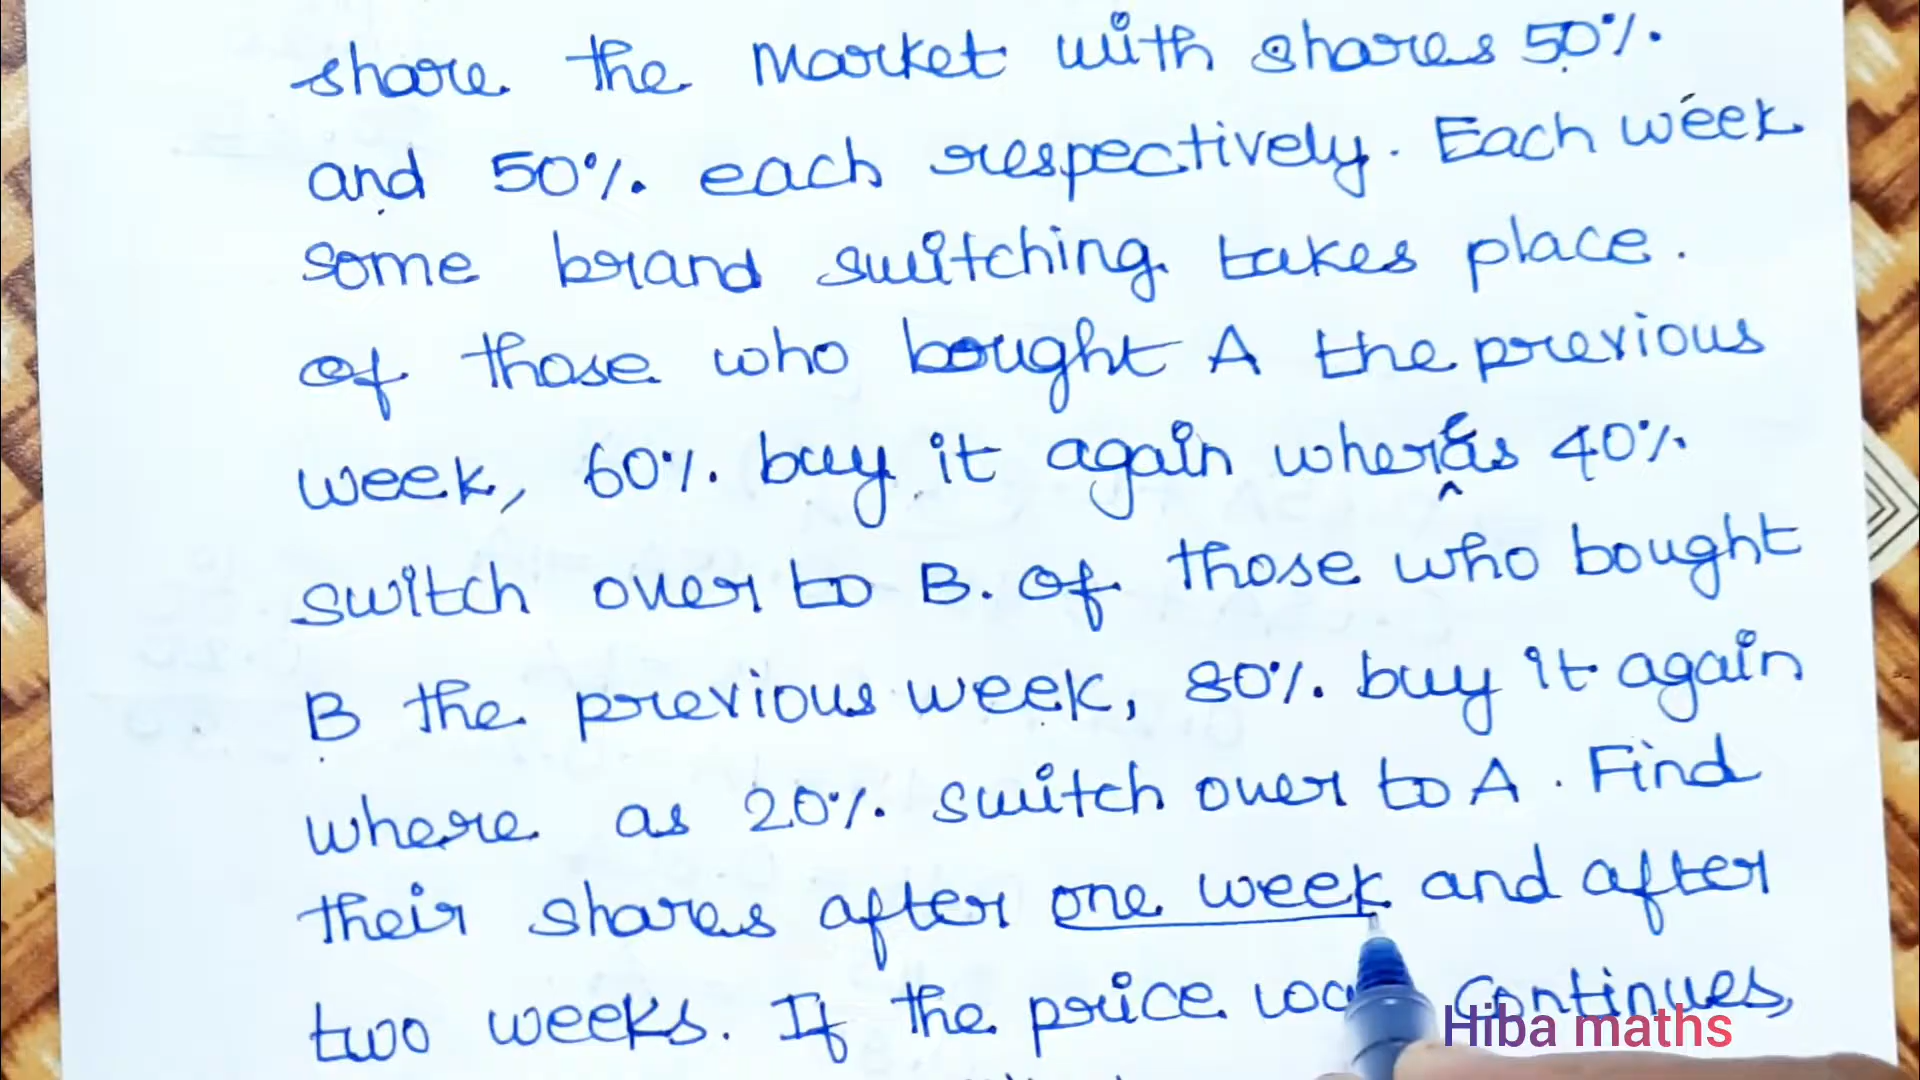 share the market with shares 50%.
and 50%. each respectively. Each week
some brand switching takes place.
of those who bought A the previous
week, 60%. buy it again whereas 40%.
switch over to B. of those who bought
B the previous week, 80%. buy it again
where as 20%. switch over to A. Find
their shares after one week and after
two weeks. If the price continues,
Hiba maths